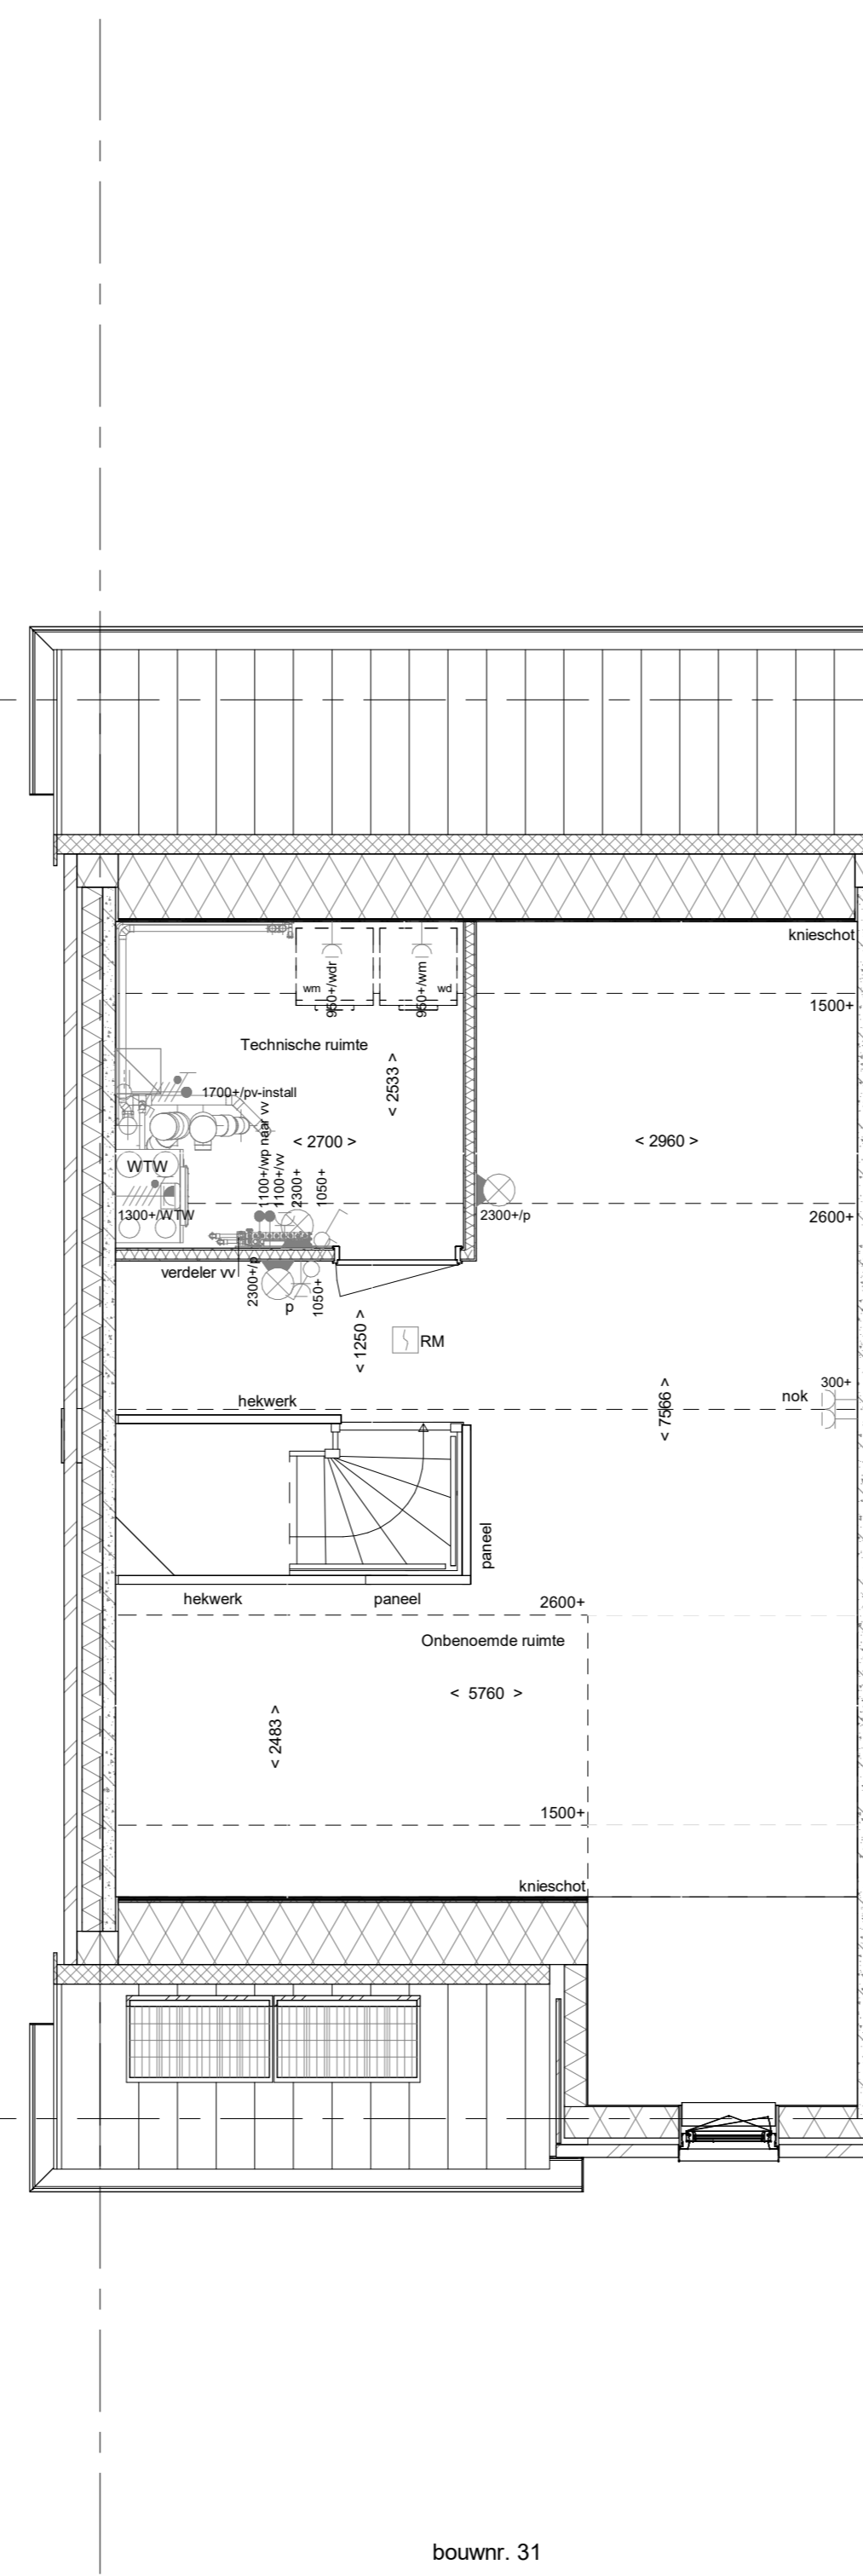 knieschot
950+/wdr
950+/wm
wm
wd
1500+
Technische ruimte
< 2533 >
1700+/pv-install
< 2700 >
< 2960 >
WTW
1100+/wp naar vv
1100+/vv
2300+
1050+
1300+/WTW
2300+/p
2600+
verdeler vv
2300+/p
p
1050+
< 1250 >
RM
300+
nok
< 7566 >
hekwerk
paneel
hekwerk
paneel
2600+
Onbenoemde ruimte
< 5760 >
< 2483 >
1500+
knieschot
bouwnr. 31